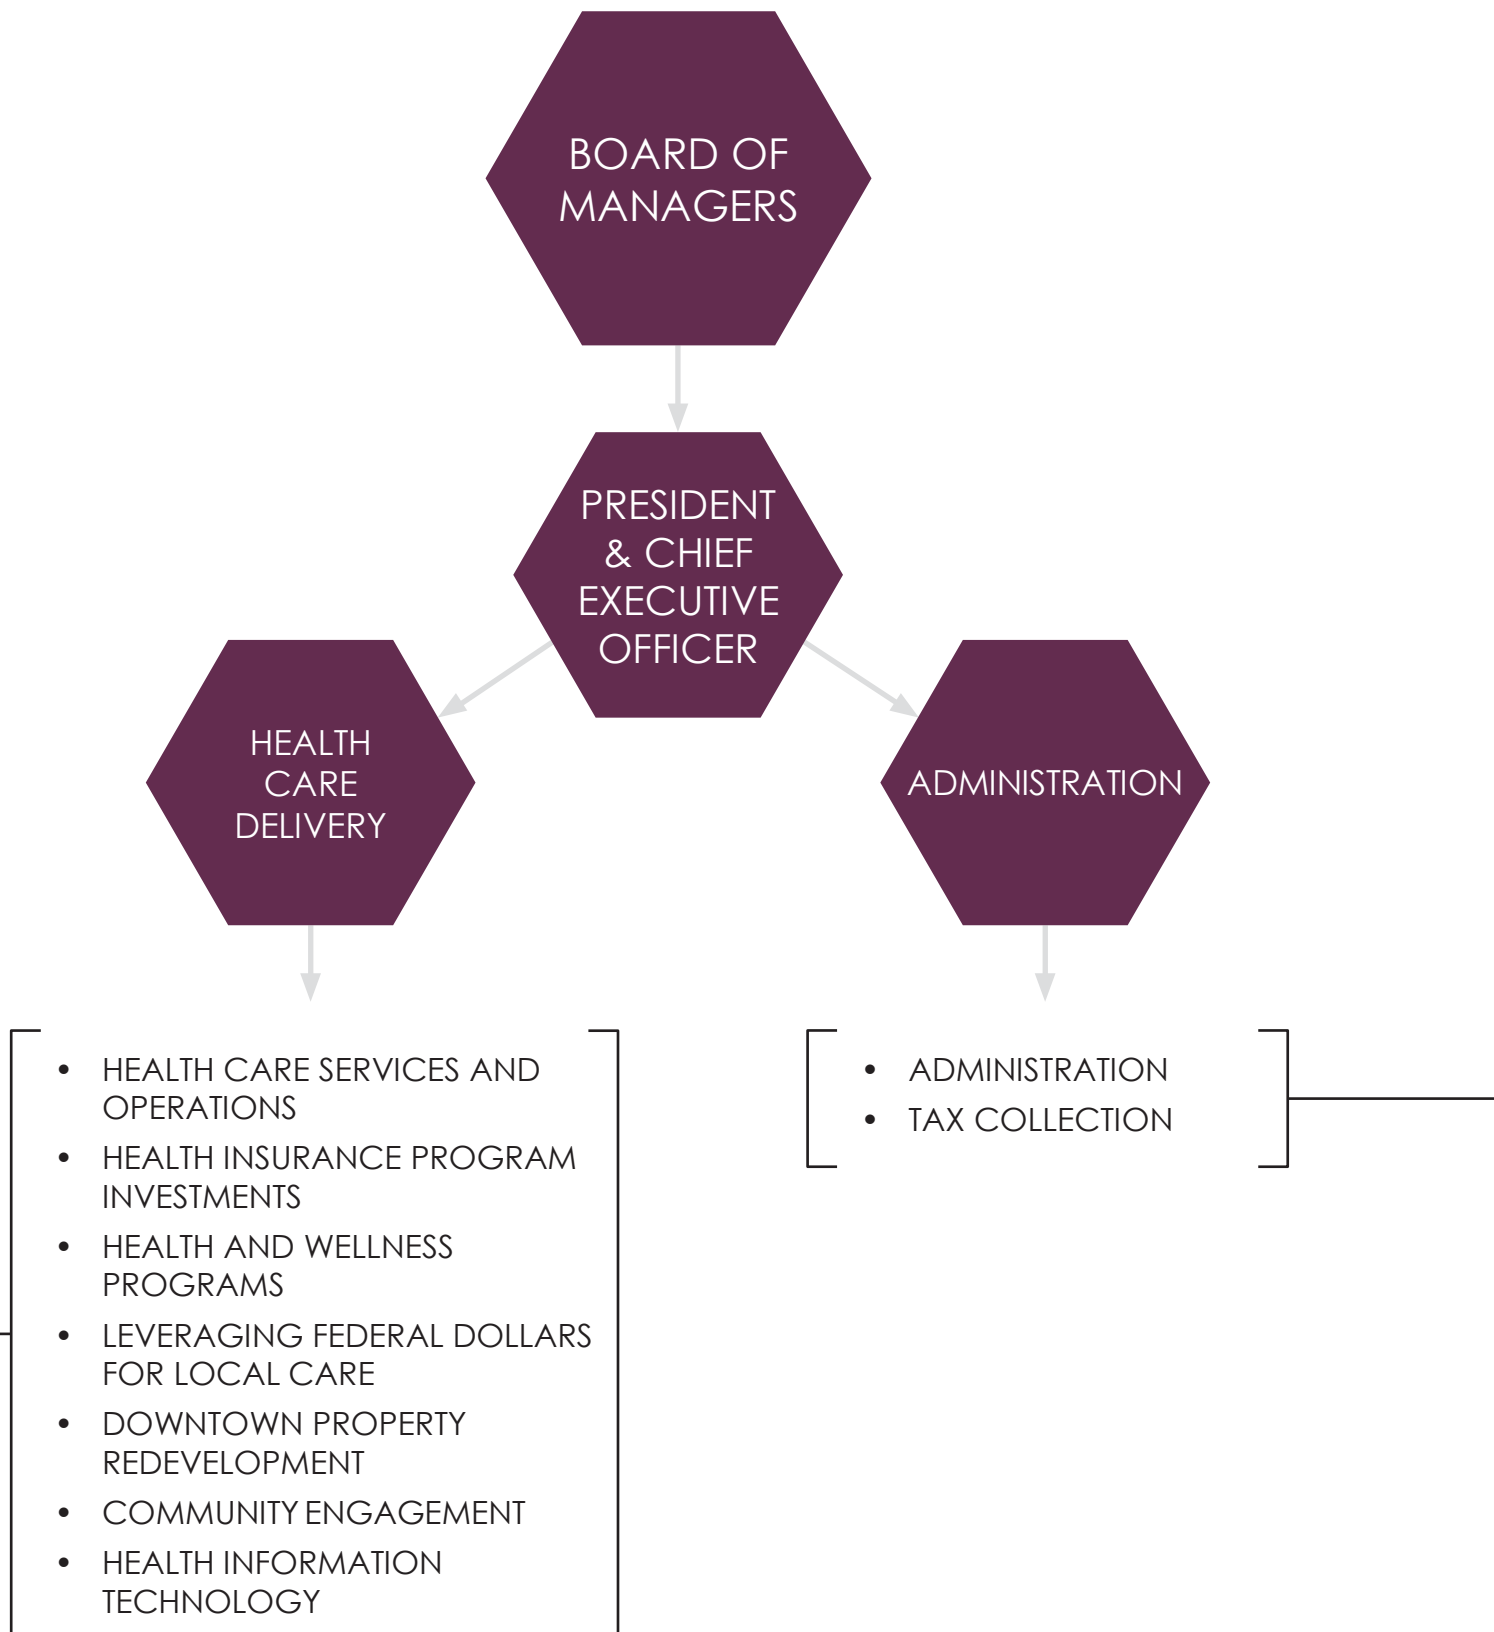 BOARD OF
MANAGERS
PRESIDENT
& CHIEF
EXECUTIVE
OFFICER
HEALTH
CARE
DELIVERY
ADMINISTRATION
• HEALTH CARE SERVICES AND
OPERATIONS
• HEALTH INSURANCE PROGRAM
INVESTMENTS
• HEALTH AND WELLNESS
PROGRAMS
• LEVERAGING FEDERAL DOLLARS
FOR LOCAL CARE
• DOWNTOWN PROPERTY
REDEVELOPMENT
• COMMUNITY ENGAGEMENT
• HEALTH INFORMATION
TECHNOLOGY
• ADMINISTRATION
• TAX COLLECTION